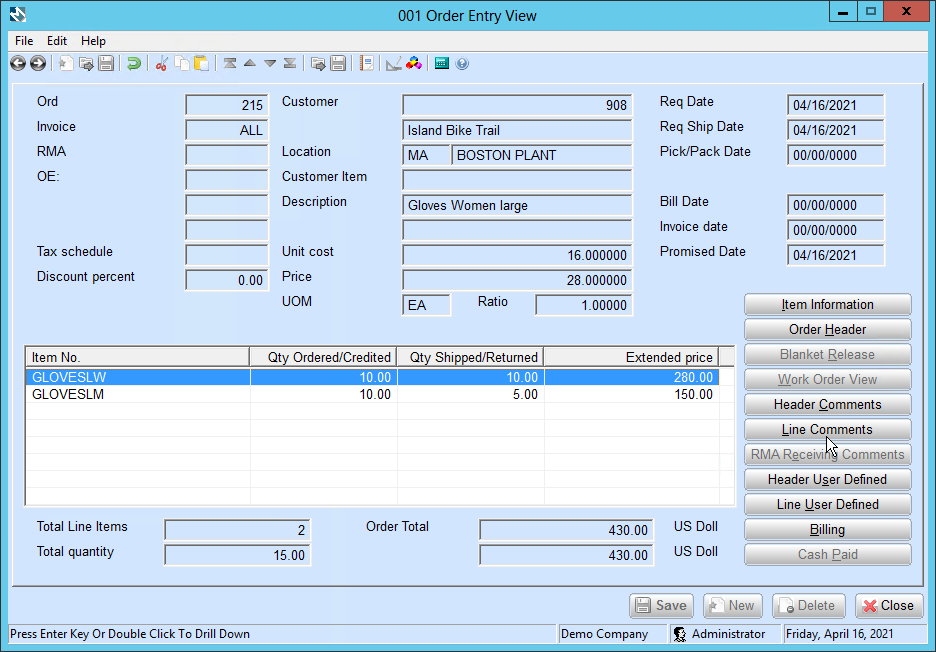 001 Order Entry View
File Edit Help
Ord 215 Customer 908 Req Date 04/16/2021
Invoice ALL Island Bike Trail Req Ship Date 04/16/2021
RMA Location MA BOSTON PLANT Pick/Pack Date 00/00/0000
OE: Customer Item
Description Gloves Women large Bill Date 00/00/0000
Invoice date 00/00/0000
Tax schedule Unit cost 16.000000 Promised Date 04/16/2021
Discount percent 0.00 Price 28.000000
UOM EA Ratio 1.00000
Item Information
Order Header
Blanket Release
Work Order View
Header Comments
Line Comments
RMA Receiving Comments
Header User Defined
Line User Defined
Billing
Cash Paid
Item No. Qty Ordered/Credited Qty Shipped/Returned Extended price
GLOVESLW 10.00 10.00 280.00
GLOVESLM 10.00 5.00 150.00
Total Line Items 2 Order Total 430.00 US Doll
Total quantity 15.00 430.00 US Doll
Save New Delete Close
Press Enter Key Or Double Click To Drill Down Demo Company Administrator Friday, April 16, 2021